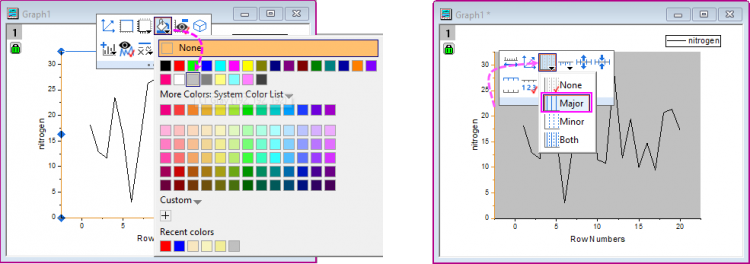 Graph1
1
None
More Colors: System Color List
Custom
Recent colors
35
30
25
20
15
10
5
0
nitrogen
0
5
Row
Graph1 *
1
nitrogen
None
Major
Minor
Both
35
30
25
20
15
10
5
0
nitrogen
0 5 10 15 20
Row Numbers